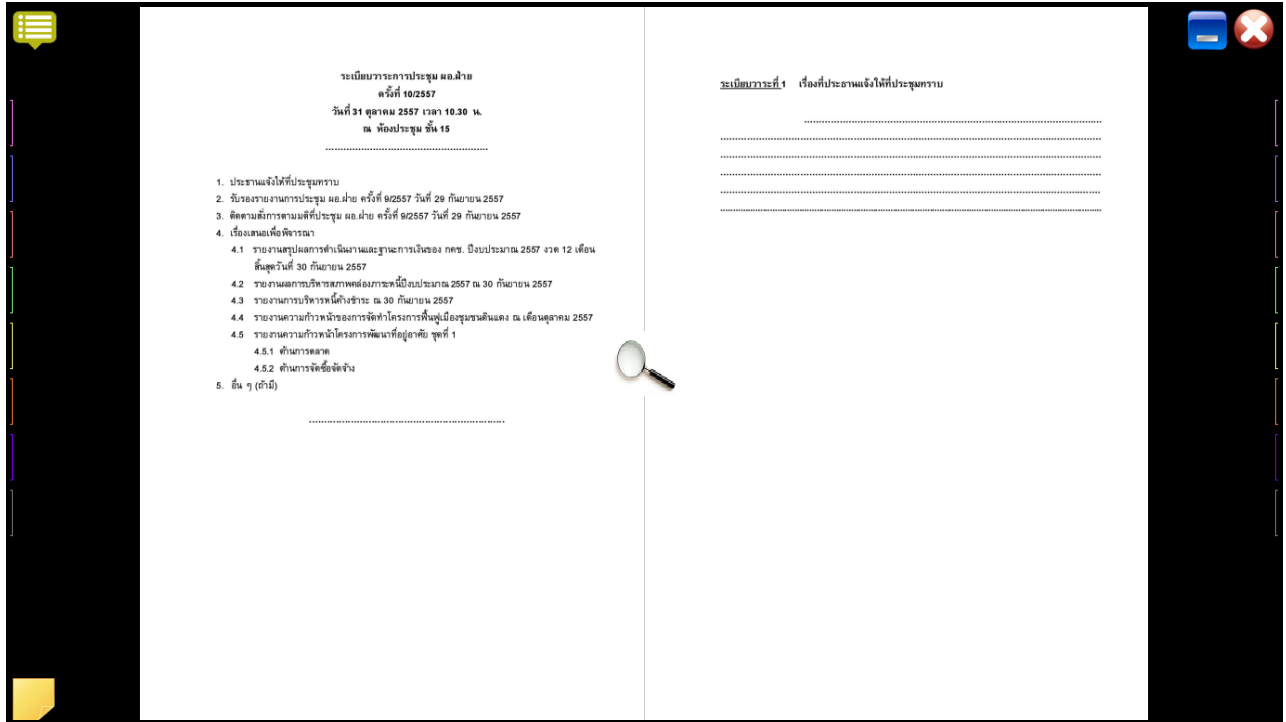 ระเบียบวาระการประชุม ผอ.ฝ่าย
ครั้งที่ 10/2557
วันที่ 31 ตุลาคม 2557 เวลา 10.30 น.
ณ ห้องประชุม ชั้น 15
1. ประธานแจ้งให้ที่ประชุมทราบ
2. รับรองรายงานการประชุม ผอ.ฝ่าย ครั้งที่ 9/2557 วันที่ 29 กันยายน 2557
3. ติดตามสั่งการตามมติที่ประชุม ผอ.ฝ่าย ครั้งที่ 9/2557 วันที่ 29 กันยายน 2557
4. เรื่องเสนอเพื่อพิจารณา
4.1 รายงานสรุปผลการดำเนินงานและฐานะการเงินของ กคช. ปีงบประมาณ 2557 งวด 12 เดือน
สิ้นสุดวันที่ 30 กันยายน 2557
4.2 รายงานผลการบริหารสภาพคล่องภาระหนี้ปีงบประมาณ 2557 ณ 30 กันยายน 2557
4.3 รายงานการบริหารหนี้ค้างชำระ ณ 30 กันยายน 2557
4.4 รายงานความก้าวหน้าของการจัดทำโครงการฟื้นฟูเมืองชุมชนดินแดง ณ เดือนตุลาคม 2557
4.5 รายงานความก้าวหน้าโครงการพัฒนาที่อยู่อาศัย ชุดที่ 1
4.5.1 ด้านการตลาด
4.5.2 ด้านการจัดซื้อจัดจ้าง
5. อื่น ๆ (ถ้ามี)
ระเบียบวาระที่ 1 เรื่องที่ประธานแจ้งให้ที่ประชุมทราบ